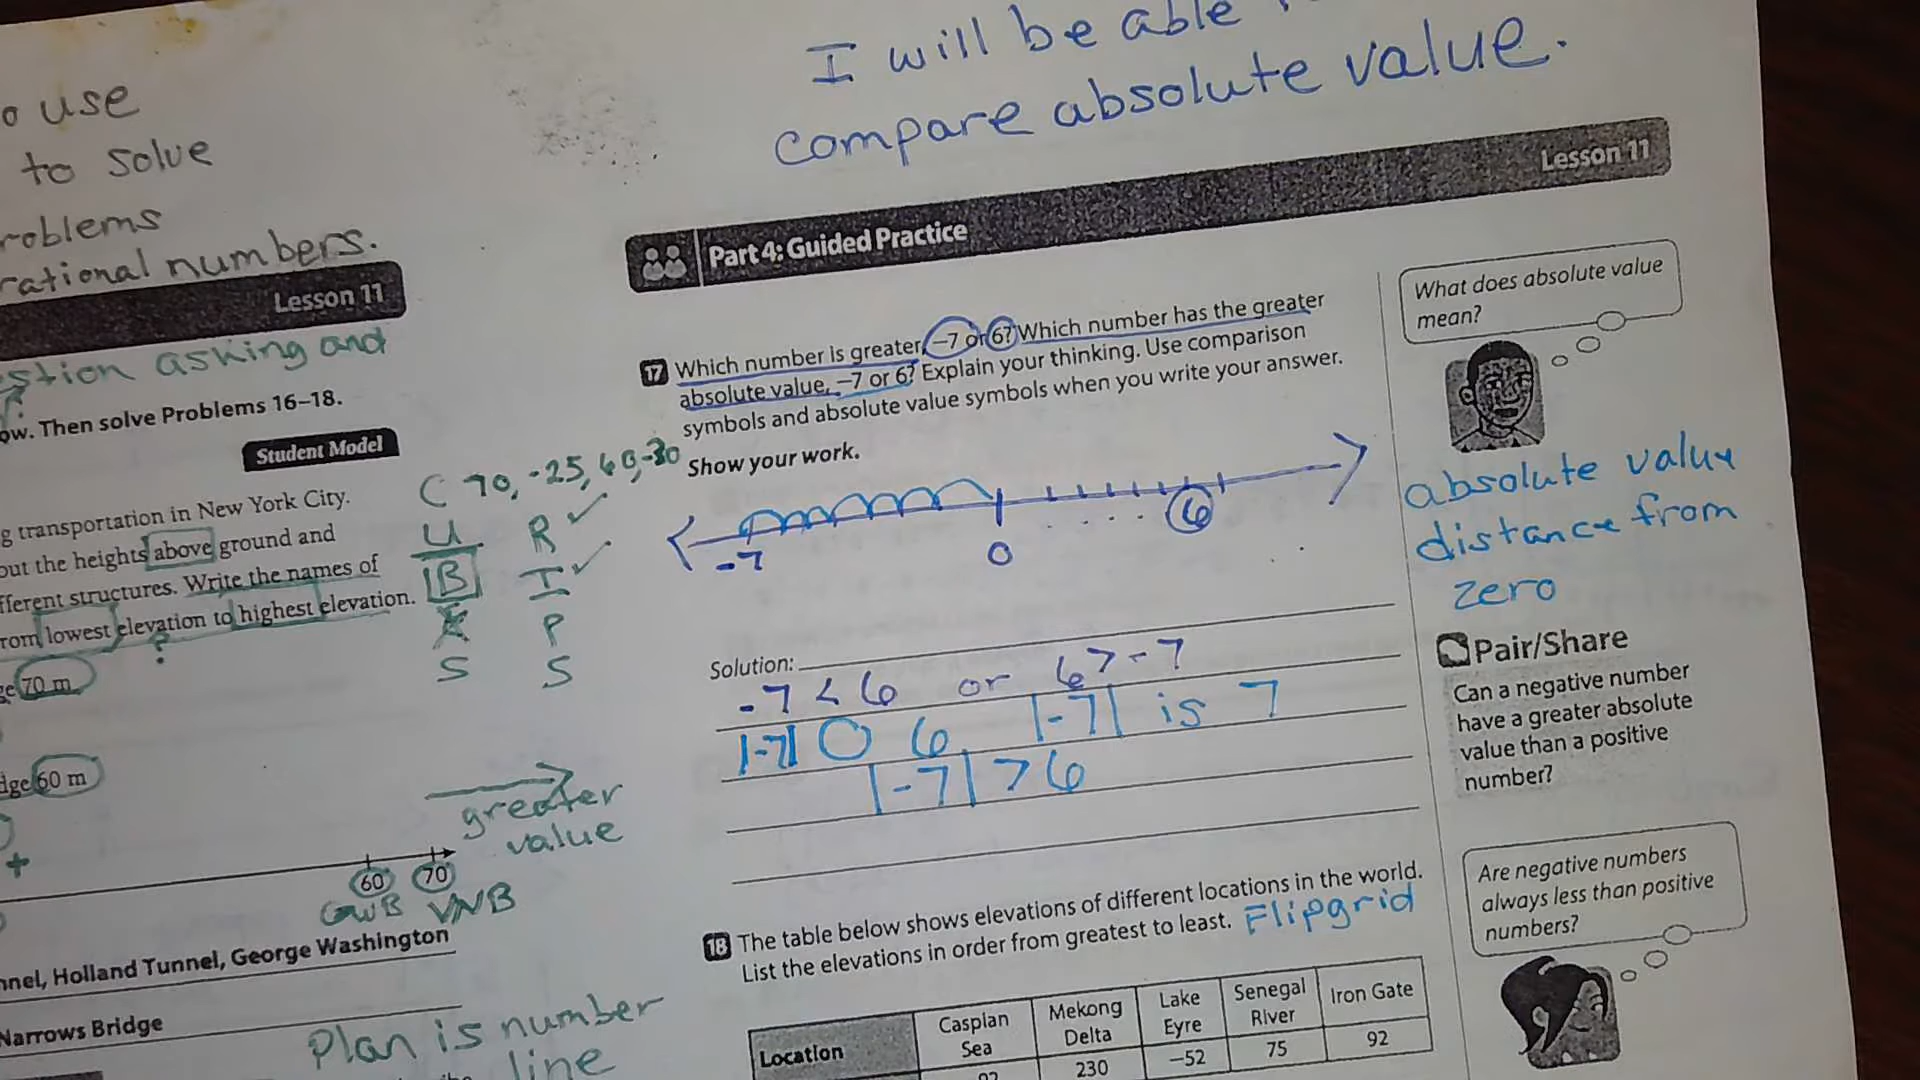 o use
to solve
roblems
rational numbers.
Lesson 11
stion asking and
ow. Then solve Problems 16–18.
Student Model
g transportation in New York City.
out the heights above ground and
fferent structures. Write the names of
rom lowest elevation to highest elevation.
?
ge 70 m
dge 60 m
+
greater
value
60 70
GWB VNB
nnel, Holland Tunnel, George Washington
Narrows Bridge
Plan is number
line
C 70, -25, 60, -30
U R ✓
B I ✓
P
S S
I will be able
compare absolute value.
Lesson 11
Part 4: Guided Practice
17 Which number is greater, −7 or 6? Which number has the greater
absolute value, −7 or 6? Explain your thinking. Use comparison
symbols and absolute value symbols when you write your answer.
Show your work.
-7 0 6
Solution:
-7 < 6 or 6 > -7
|-7| ○ 6 |-7| is 7
|-7| > 6
18 The table below shows elevations of different locations in the world.
List the elevations in order from greatest to least. Flipgrid
Location Caspian Sea Mekong Delta Lake Eyre Senegal River Iron Gate
230 −52 75 92
What does absolute value
mean?
absolute value
distance from
zero
Pair/Share
Can a negative number
have a greater absolute
value than a positive
number?
Are negative numbers
always less than positive
numbers?